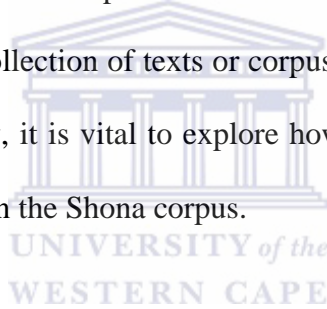 ollection of texts or corpus
, it is vital to explore how
n the Shona corpus.
UNIVERSITY of the
WESTERN CAPE